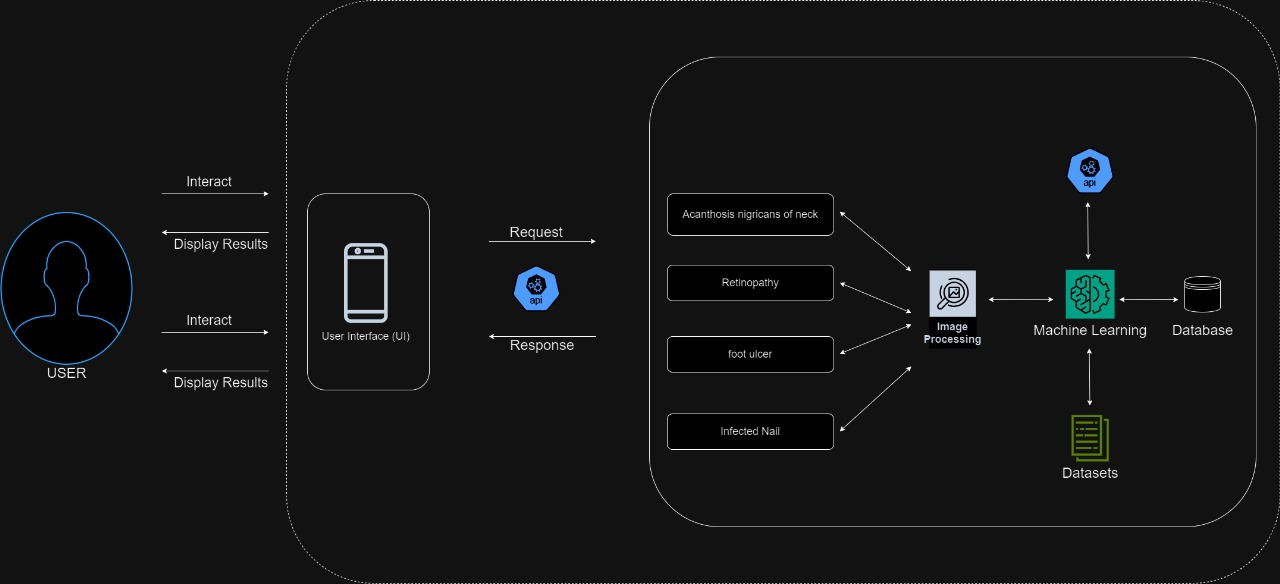 Interact
Display Results
Interact
Display Results
USER
User Interface (UI)
Request
api
Response
Acanthosis nigricans of neck
Retinopathy
foot ulcer
Infected Nail
Image
Processing
api
Machine Learning
Database
Datasets